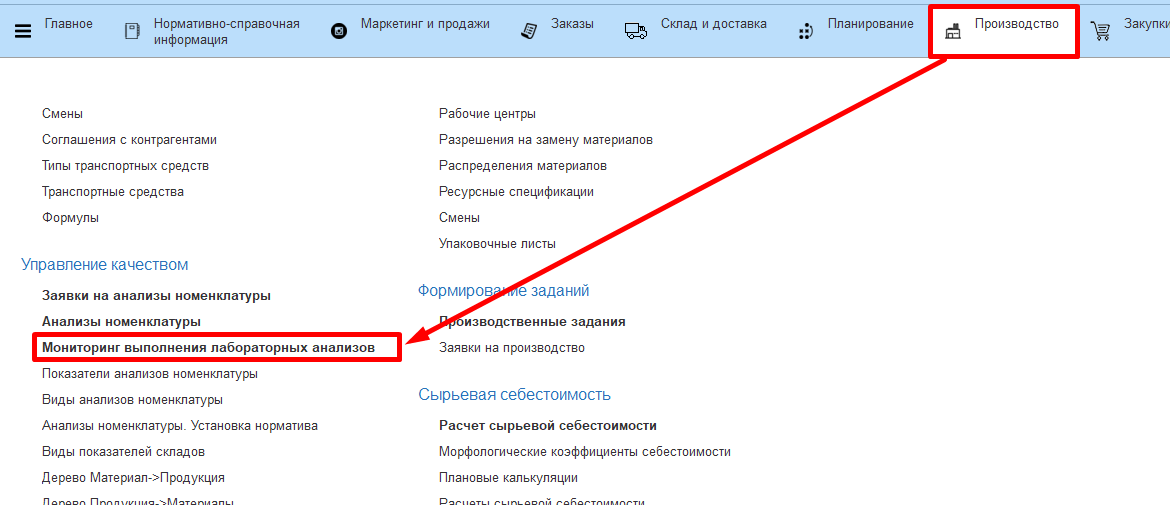 Главное
Нормативно-справочная
информация
Маркетинг и продажи
Заказы
Склад и доставка
Планирование
Производство
Закупки
Смены
Соглашения с контрагентами
Типы транспортных средств
Транспортные средства
Формулы
Управление качеством
Заявки на анализы номенклатуры
Анализы номенклатуры
Мониторинг выполнения лабораторных анализов
Показатели анализов номенклатуры
Виды анализов номенклатуры
Анализы номенклатуры. Установка норматива
Виды показателей складов
Дерево Материал->Продукция
Дерево Продукция->Материалы
Рабочие центры
Разрешения на замену материалов
Распределения материалов
Ресурсные спецификации
Смены
Упаковочные листы
Формирование заданий
Производственные задания
Заявки на производство
Сырьевая себестоимость
Расчет сырьевой себестоимости
Морфологические коэффициенты себестоимости
Плановые калькуляции
Расчеты сырьевой себестоимости